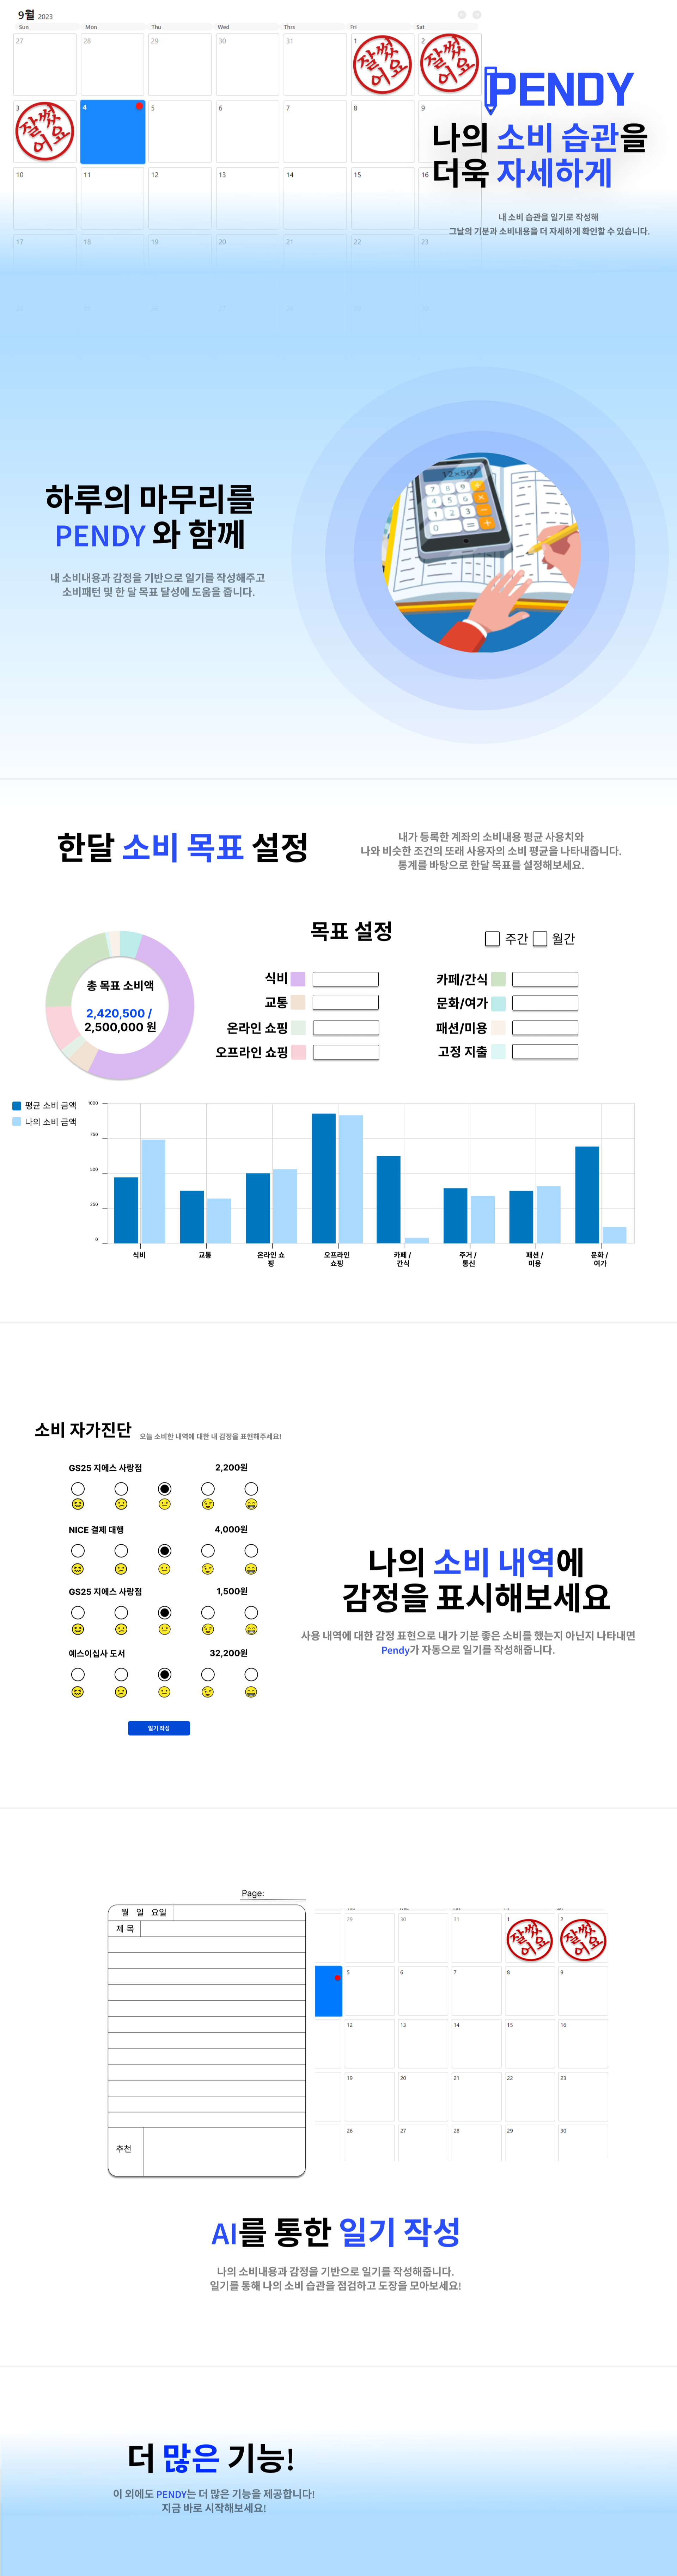 9월 2023
Sun Mon Thu Wed Thrs Fri Sat
27 28 29 30 31 1 2
잘썼어요
잘썼어요
3 4 5 6 7 8 9
잘썼어요
10 11 12 13 14 15 16
17 18 19 20 21 22 23
PENDY
나의 소비 습관을
더욱 자세하게
내 소비 습관을 일기로 작성해
그날의 기분과 소비내용을 더 자세하게 확인할 수 있습니다.
하루의 마무리를
PENDY 와 함께
내 소비내용과 감정을 기반으로 일기를 작성해주고
소비패턴 및 한 달 목표 달성에 도움을 줍니다.
12=567
한달 소비 목표 설정
내가 등록한 계좌의 소비내용 평균 사용치와
나와 비슷한 조건의 또래 사용자의 소비 평균을 나타내줍니다.
통계를 바탕으로 한달 목표를 설정해보세요.
총 목표 소비액
2,420,500 /
2,500,000 원
목표 설정
주간 월간
식비
교통
온라인 쇼핑
오프라인 쇼핑
카페/간식
문화/여가
패션/미용
고정 지출
평균 소비 금액
나의 소비 금액
1000
750
500
250
0
식비
교통
온라인 쇼
핑
오프라인
쇼핑
카페 /
간식
주거 /
통신
패션 /
미용
문화 /
여가
소비 자가진단
오늘 소비한 내역에 대한 내 감정을 표현해주세요!
GS25 지에스 사랑점 2,200원
NICE 결제 대행 4,000원
GS25 지에스 사랑점 1,500원
예스이십사 도서 32,200원
일기 작성
나의 소비 내역에
감정을 표시해보세요
사용 내역에 대한 감정 표현으로 내가 기분 좋은 소비를 했는지 아닌지 나타내면
Pendy가 자동으로 일기를 작성해줍니다.
Page:
월 일 요일
제 목
추천
29 30 31 1 2
잘썼어요
잘썼어요
5 6 7 8 9
12 13 14 15 16
19 20 21 22 23
26 27 28 29 30
AI를 통한 일기 작성
나의 소비내용과 감정을 기반으로 일기를 작성해줍니다.
일기를 통해 나의 소비 습관을 점검하고 도장을 모아보세요!
더 많은 기능!
이 외에도 PENDY는 더 많은 기능을 제공합니다!
지금 바로 시작해보세요!